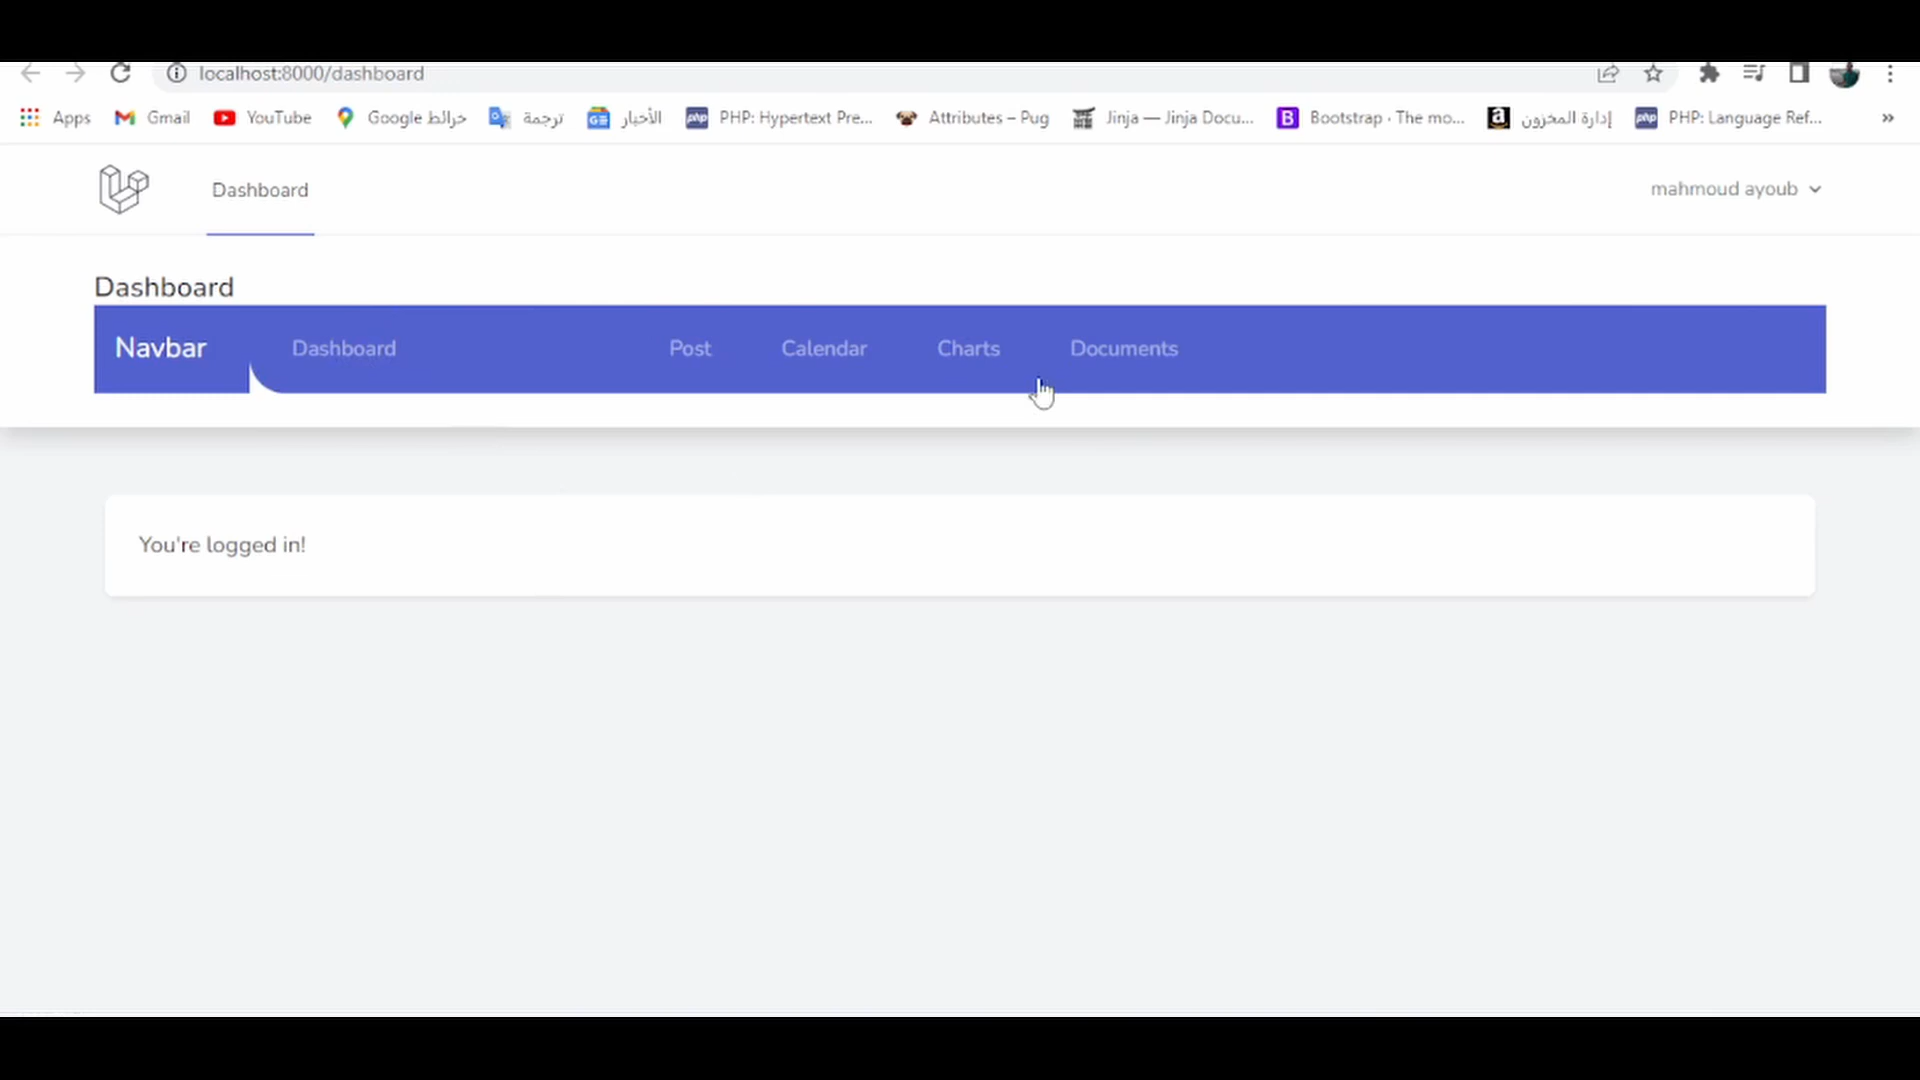 localhost:8000/dashboard
Apps Gmail YouTube خرائط Google ترجمة الأخبار PHP: Hypertext Pre... Attributes – Pug Jinja — Jinja Docu... Bootstrap · The mo... إدارة المخزون PHP: Language Ref... »
Dashboard mahmoud ayoub
Dashboard
Navbar Dashboard Post Calendar Charts Documents
You're logged in!